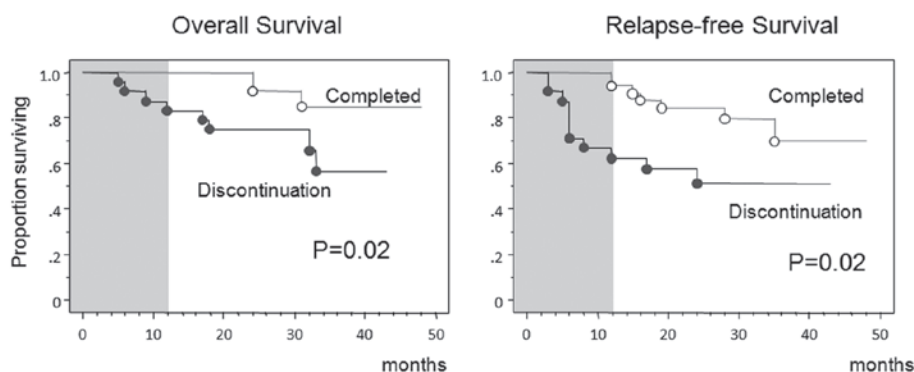 Overall Survival
Relapse-free Survival
Proportion surviving
1.0
.8
.6
.4
.2
0
Completed
Discontinuation
P=0.02
0 10 20 30 40 50
months
1.0
.8
.6
.4
.2
0
Completed
Discontinuation
P=0.02
0 10 20 30 40 50
months